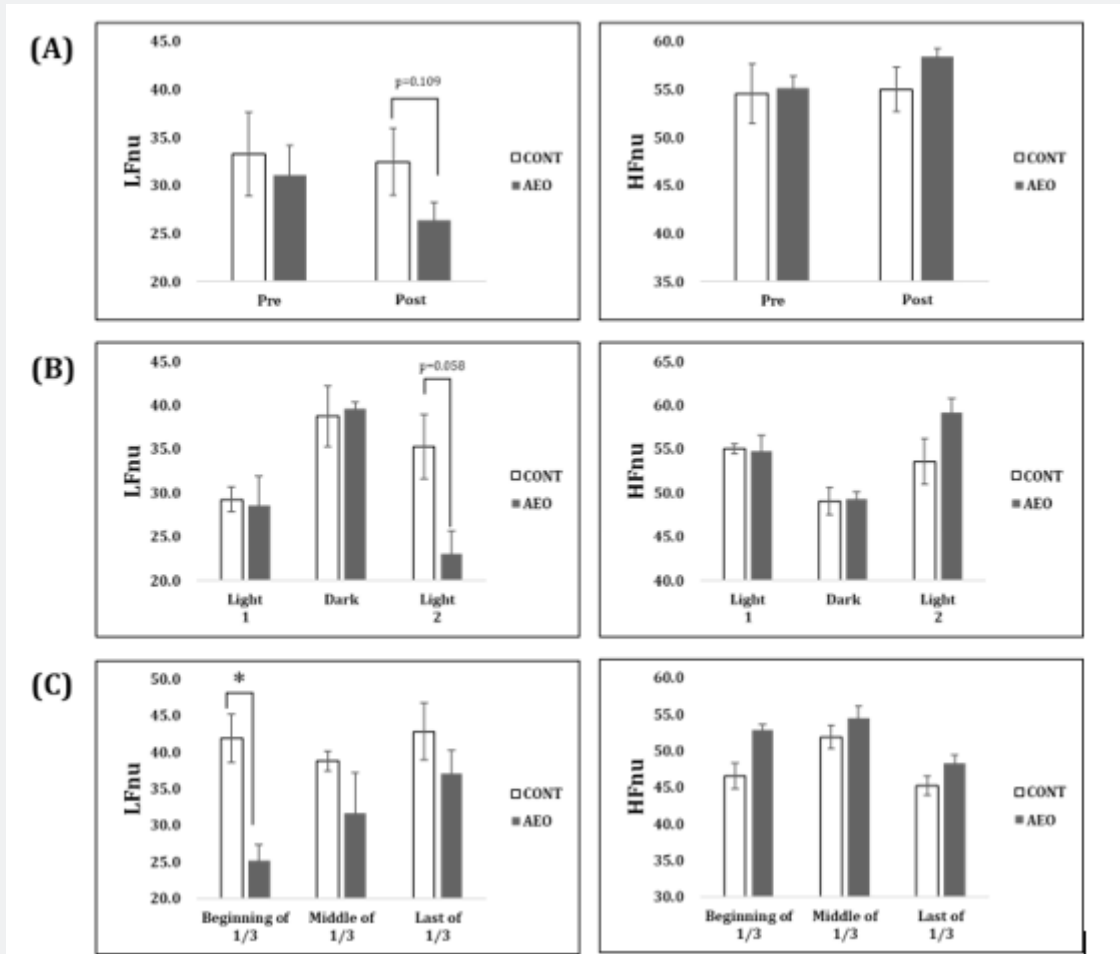 (A)
45.0
40.0
35.0
30.0
25.0
20.0
LFnu
p=0.109
Pre Post
CONT
AEO
60.0
55.0
50.0
45.0
40.0
35.0
HFnu
Pre Post
CONT
AEO
(B)
45.0
40.0
35.0
30.0
25.0
20.0
LFnu
p=0.058
Light Dark Light
1 2
CONT
AEO
65.0
60.0
55.0
50.0
45.0
40.0
HFnu
Light Dark Light
1 2
CONT
AEO
(C)
50.0
45.0
40.0
35.0
30.0
25.0
20.0
LFnu
*
Beginning of Middle of Last of
1/3 1/3 1/3
CONT
AEO
60.0
55.0
50.0
45.0
40.0
35.0
30.0
HFnu
Beginning of Middle of Last of
1/3 1/3 1/3
CONT
AEO